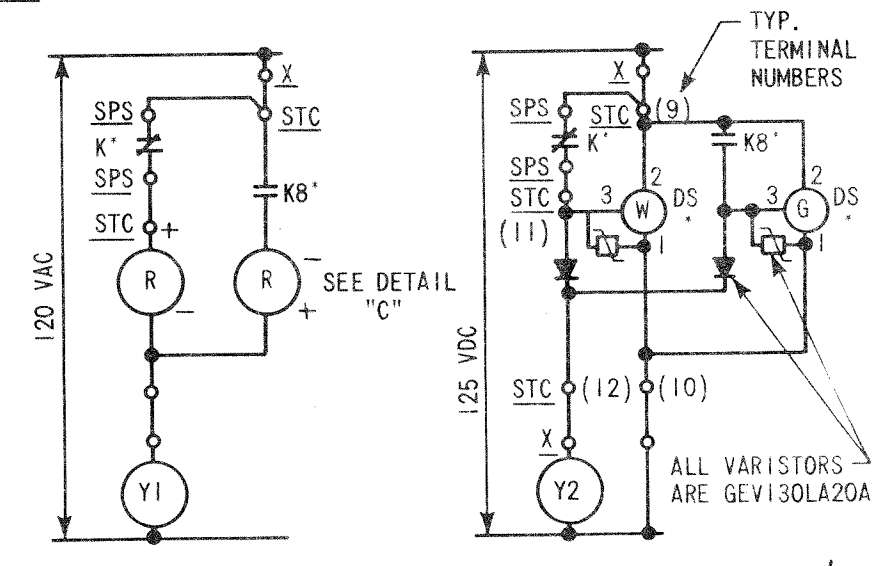 120 VAC
X
SPS
STC
K*
SPS
K8*
STC +
R
-
R
-
+
SEE DETAIL
"C"
Y1
125 VDC
X
TYP.
TERMINAL
NUMBERS
SPS
STC (9)
K*
K8*
SPS
STC
(11)
3
2
W
DS
*
1
3
2
G
DS
*
1
STC (12)
(10)
X
Y2
ALL VARISTORS
ARE GEV130LA20A